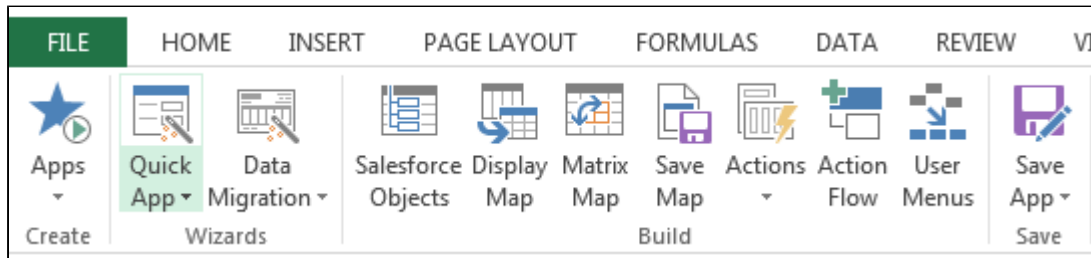 FILE HOME INSERT PAGE LAYOUT FORMULAS DATA REVIEW VI
Apps Quick Data Salesforce Display Matrix Save Actions Action User Save
App Migration Objects Map Map Map Flow Menus App
Create Wizards Build Save